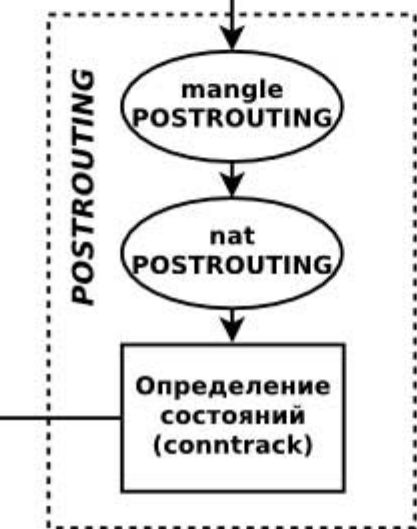 POSTROUTING
mangle
POSTROUTING
nat
POSTROUTING
Определение
состояний
(conntrack)